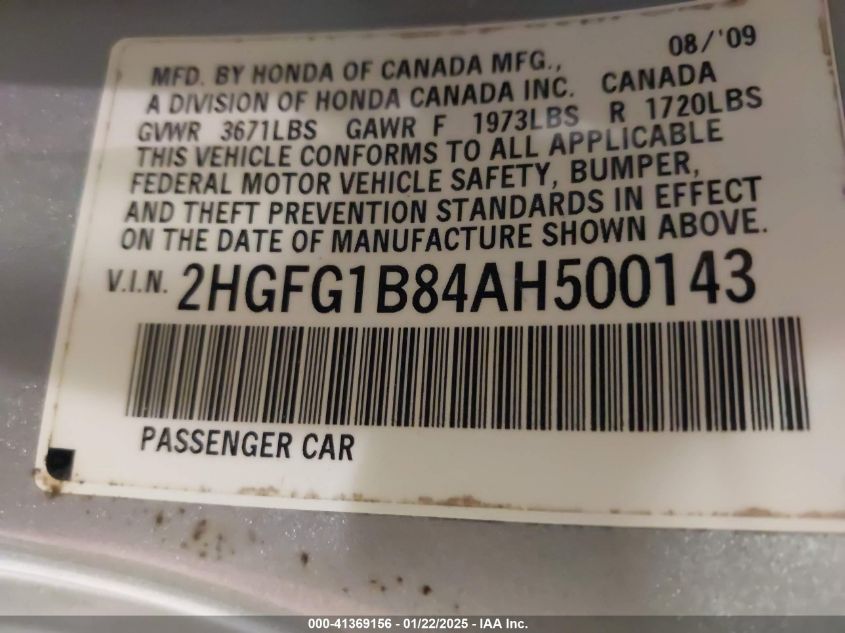 08/'09
MFD. BY HONDA OF CANADA MFG.,
A DIVISION OF HONDA CANADA INC. CANADA
GVWR 3671LBS GAWR F 1973LBS R 1720LBS
THIS VEHICLE CONFORMS TO ALL APPLICABLE
FEDERAL MOTOR VEHICLE SAFETY, BUMPER,
AND THEFT PREVENTION STANDARDS IN EFFECT
ON THE DATE OF MANUFACTURE SHOWN ABOVE.
V.I.N. 2HGFG1B84AH500143
PASSENGER CAR
000-41369156 - 01/22/2025 - IAA Inc.